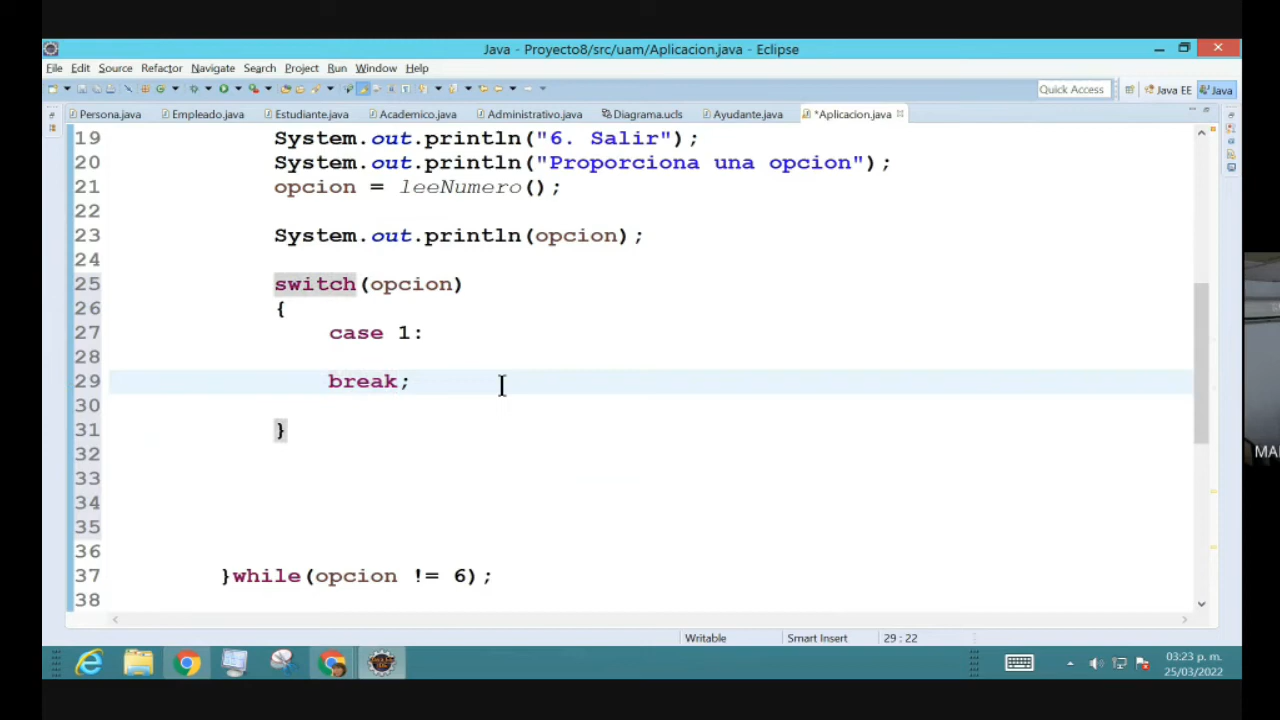 Java - Proyecto8/src/uam/Aplicacion.java - Eclipse
File Edit Source Refactor Navigate Search Project Run Window Help
Quick Access Java EE Java
Persona.java Empleado.java Estudiante.java Academico.java Administrativo.java Diagrama.ucls Ayudante.java *Aplicacion.java
19 System.out.println("6. Salir");
20 System.out.println("Proporciona una opcion");
21 opcion = leeNumero();
22
23 System.out.println(opcion);
24
25 switch(opcion)
26 {
27 case 1:
28
29 break;
30
31 }
32
33
34
35
36
37 }while(opcion != 6);
38
Writable Smart Insert 29 : 22
03:23 p. m.
25/03/2022